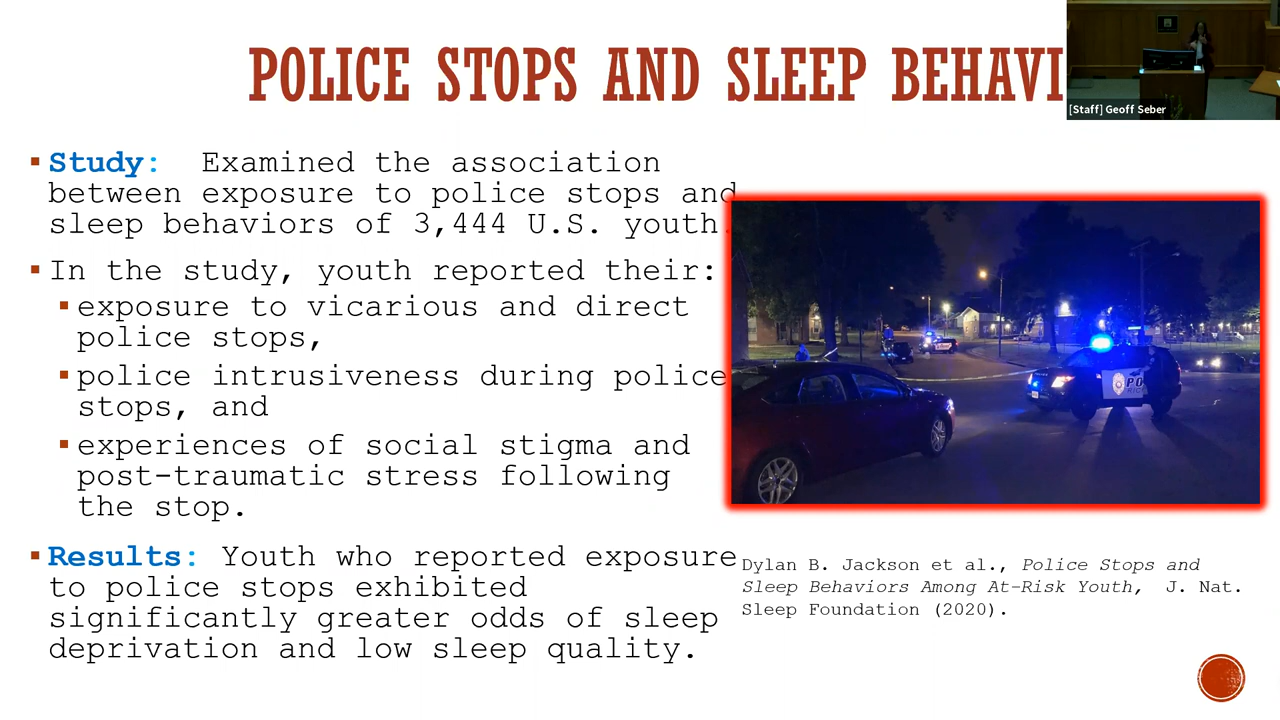 POLICE STOPS AND SLEEP BEHAVI
[Staff] Geoff Seber
▪ Study: Examined the association
between exposure to police stops and
sleep behaviors of 3,444 U.S. youth.
▪ In the study, youth reported their:
▪ exposure to vicarious and direct
police stops,
▪ police intrusiveness during police
stops, and
▪ experiences of social stigma and
post-traumatic stress following
the stop.
▪ Results: Youth who reported exposure
to police stops exhibited
significantly greater odds of sleep
deprivation and low sleep quality.
PO
Dylan B. Jackson et al., Police Stops and
Sleep Behaviors Among At-Risk Youth, J. Nat.
Sleep Foundation (2020).